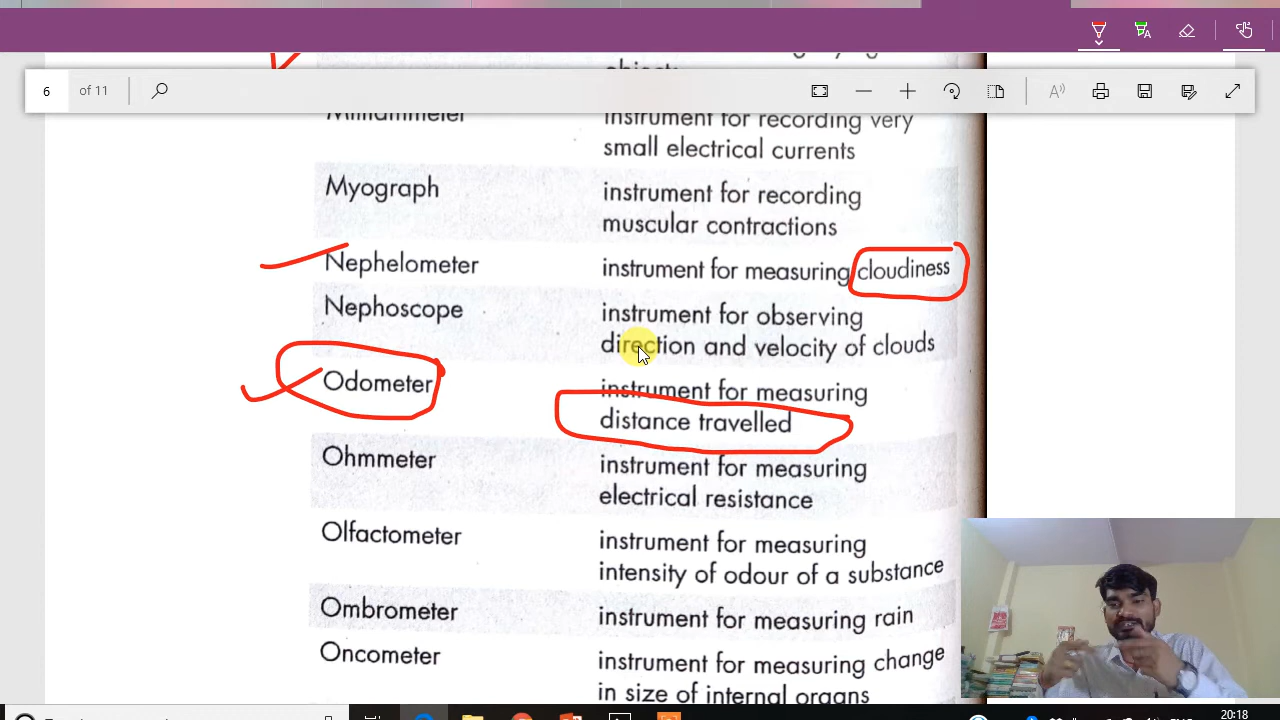 6 of 11
Milliammeter instrument for recording very
small electrical currents
Myograph instrument for recording
muscular contractions
Nephelometer instrument for measuring cloudiness
Nephoscope instrument for observing
direction and velocity of clouds
Odometer instrument for measuring
distance travelled
Ohmmeter instrument for measuring
electrical resistance
Olfactometer instrument for measuring
intensity of odour of a substance
Ombrometer instrument for measuring rain
Oncometer instrument for measuring change
in size of internal organs
20:18